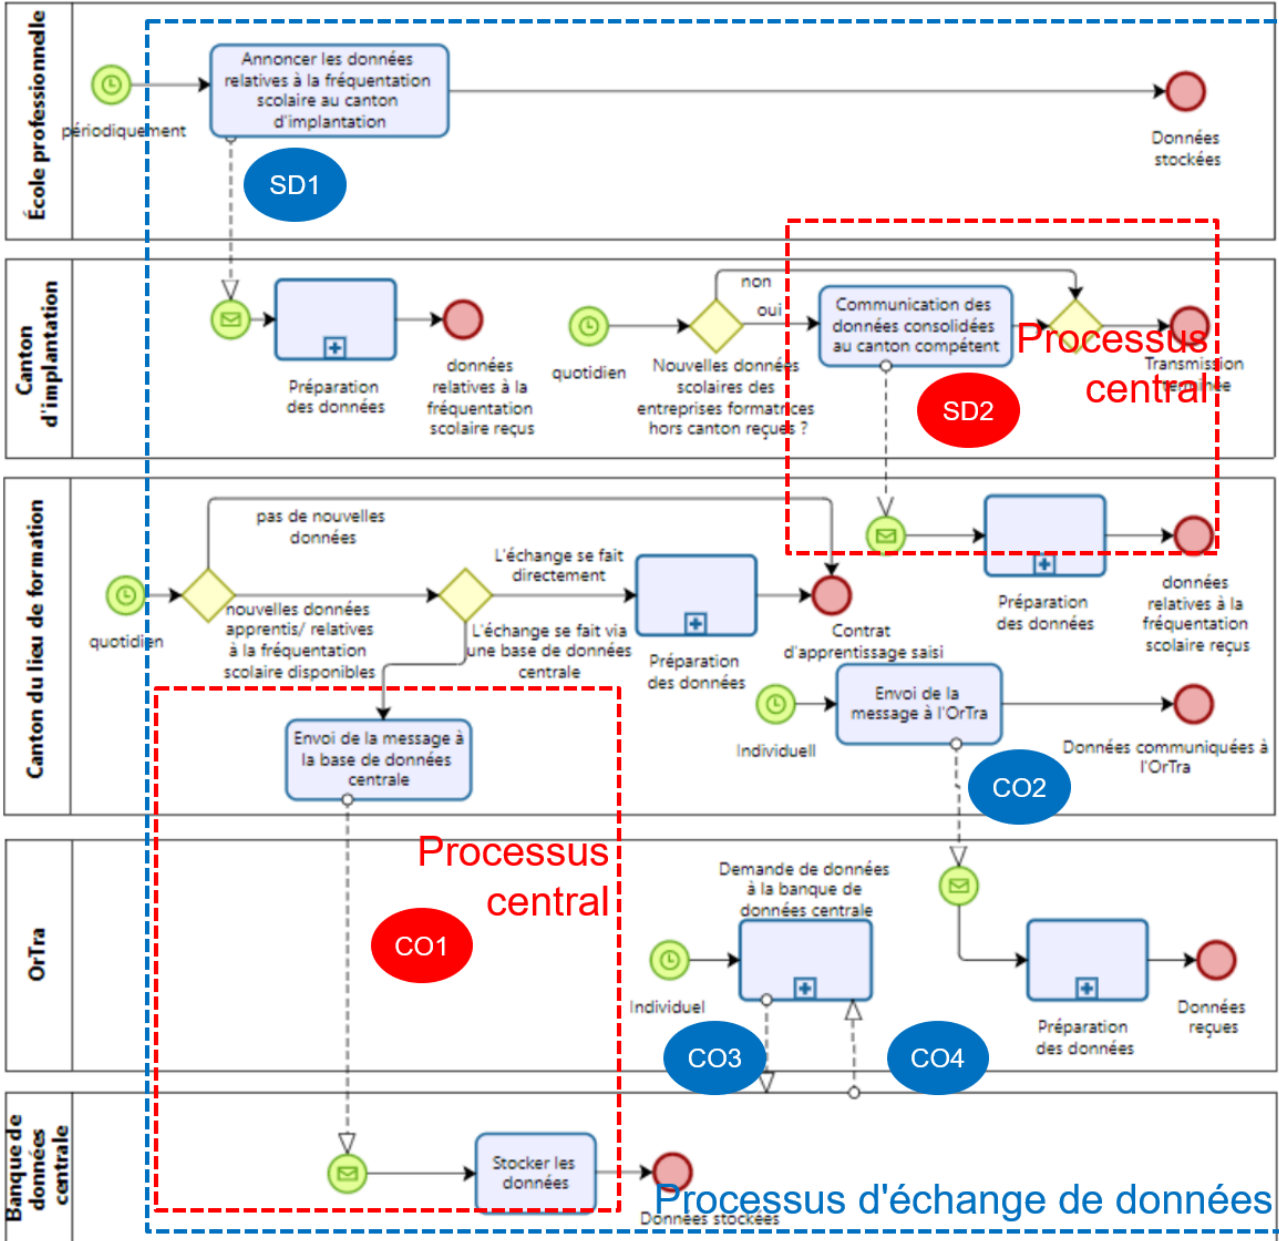 École professionnelle
Annoncer les données
relatives à la fréquentation
scolaire au canton
d'implantation
périodiquement
Données
stockées
SD1
Canton
d'implantation
Préparation
des données
données
relatives à la
fréquentation
scolaire reçus
quotidien
non
oui
Nouvelles données
scolaires des
entreprises formatrices
hors canton reçues ?
Communication des
données consolidées
au canton compétent
Processus
central
Transmission
terminée
SD2
Canton du lieu de formation
pas de nouvelles
données
quotidien
nouvelles données
apprentis/ relatives
à la fréquentation
scolaire disponibles
L'échange se fait
directement
L'échange se fait via
une base de données
centrale
Préparation
des données
Contrat
d'apprentissage saisi
Préparation
des données
données
relatives à la
fréquentation
scolaire reçus
Envoi de la message à
la base de données
centrale
Individuell
Envoi de la
message à l'OrTra
Données communiquées à
l'OrTra
CO2
OrTra
Processus
central
CO1
Demande de données
à la banque de
données centrale
Individuel
CO3
CO4
Préparation
des données
Données
reçues
Banque de
données
centrale
Stocker les
données
Données stockées
Processus d'échange de données